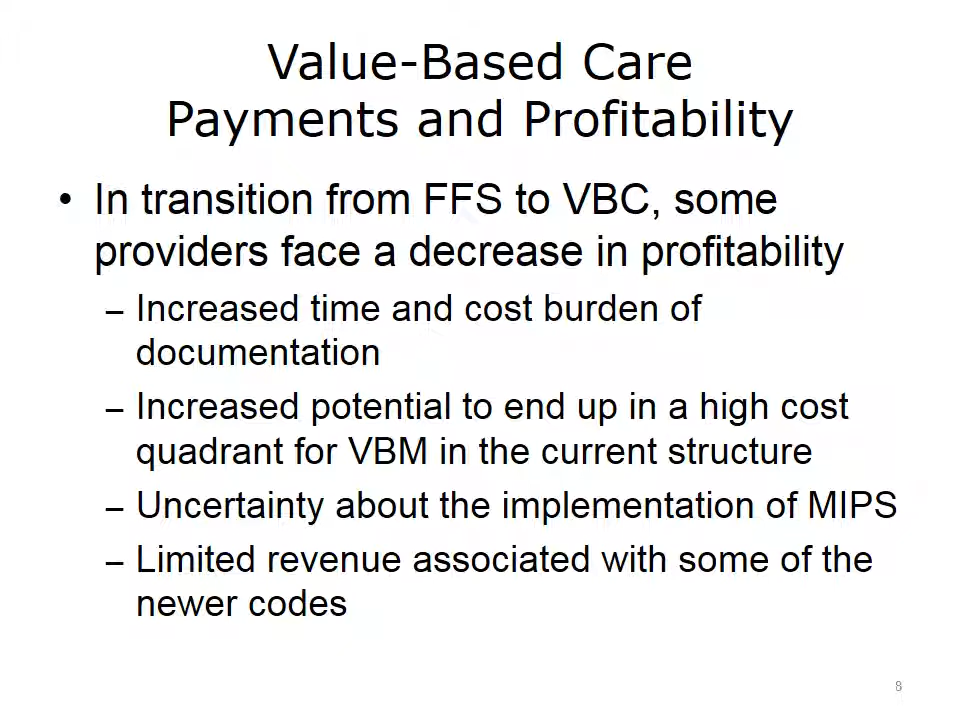 Value-Based Care
Payments and Profitability
• In transition from FFS to VBC, some
providers face a decrease in profitability
– Increased time and cost burden of
documentation
– Increased potential to end up in a high cost
quadrant for VBM in the current structure
– Uncertainty about the implementation of MIPS
– Limited revenue associated with some of the
newer codes
8